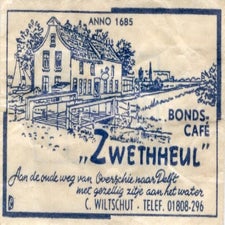 ANNO 1685
BONDS-
CAFÉ
„ZWETHHEUL"
Aan de oude weg van Overschie naar Delft
met gezellig zitje aan het water
C. WILTSCHUT - TELEF. 01808-296